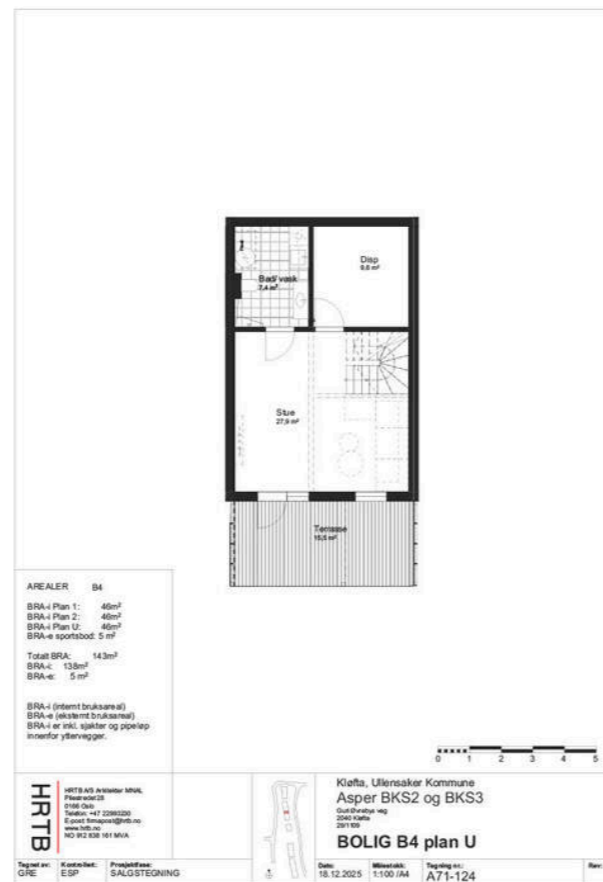 Disp
9,6 m²
Bad/vask
7,4 m²
Stue
27,9 m²
Terrasse
15,5 m²
AREALER B4
BRA-i Plan 1: 46m²
BRA-i Plan 2: 46m²
BRA-i Plan U: 46m²
BRA-e sportsbod: 5 m²
Totalt BRA: 143m²
BRA-i: 138m²
BRA-e: 5 m²
BRA-i (internt bruksareal)
BRA-e (eksternt bruksareal)
BRA-i er inkl. sjakter og pipeløp
innenfor yttervegger.
0 1 2 3 4 5
HRTB
HRTB AS Arkitekter MNAL
Pilestredet 28
0166 Oslo
Telefon: +47 22993200
E-post: firmapost@hrtb.no
www.hrtb.no
NO 912 838 161 MVA
Kløfta, Ullensaker Kommune
Asper BKS2 og BKS3
2040 Kløfta
29/1109
BOLIG B4 plan U
Tegnet av: Kontrollert: Prosjektfase: Dato: Målestokk: Tegning nr.: Rev:
GRE ESP SALGSTEGNING 18.12.2025 1:100 /A4 A71-124